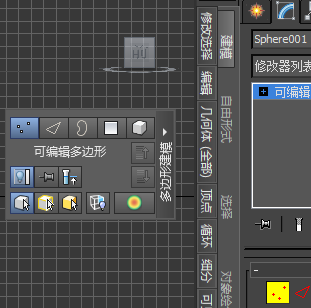 Sphere001
修改器列表
可编辑
可编辑多边形
多边形建模
修改选择
编辑
几何体 (全部)
顶点
循环
细分
可
建模
自由形式
选择
对象绘